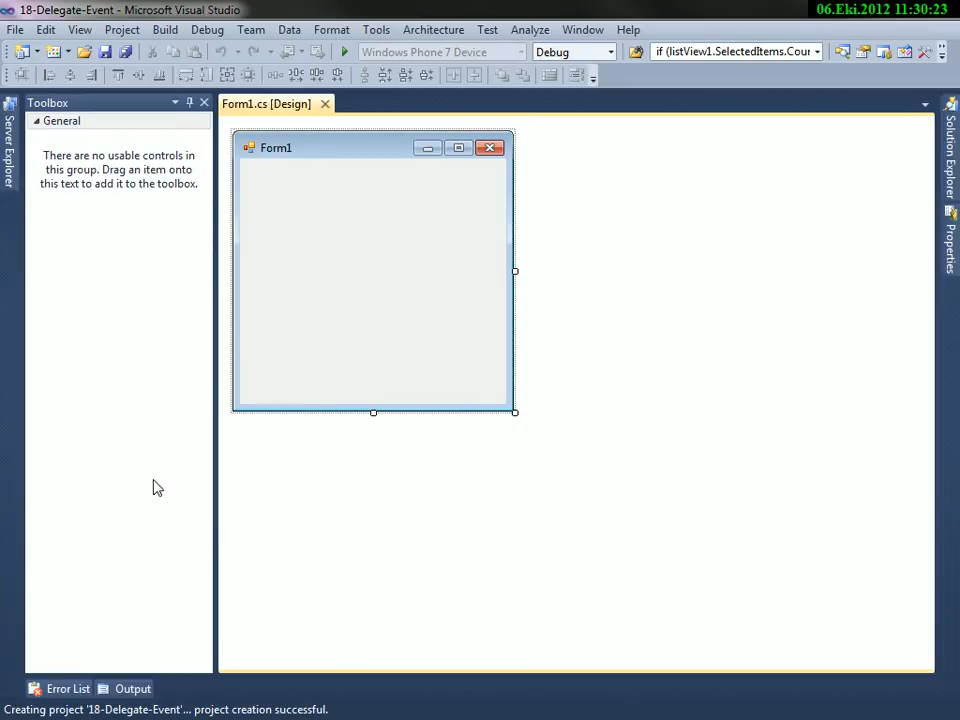 18-Delegate-Event - Microsoft Visual Studio
06.Eki.2012 11:30:23
File Edit View Project Build Debug Team Data Format Tools Architecture Test Analyze Window Help
Windows Phone 7 Device Debug if (listView1.SelectedItems.Cour
Server Explorer
Toolbox
General
There are no usable controls in
this group. Drag an item onto
this text to add it to the toolbox.
Form1.cs [Design]
Form1
Solution Explorer
Properties
Error List Output
Creating project '18-Delegate-Event'... project creation successful.